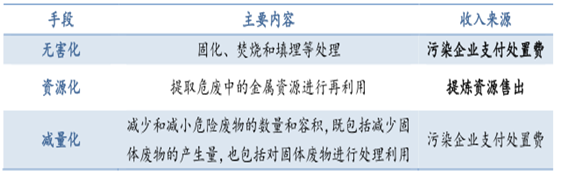 手段 主要内容 收入来源
无害化 固化、焚烧和填埋等处理 污染企业支付处置费
资源化 提取危废中的金属资源进行再利用 提炼资源售出
减量化 减少和减小危险废物的数量和容积，既包括减少固 污染企业支付处置费
体废物的产生量，也包括对固体废物进行处理利用